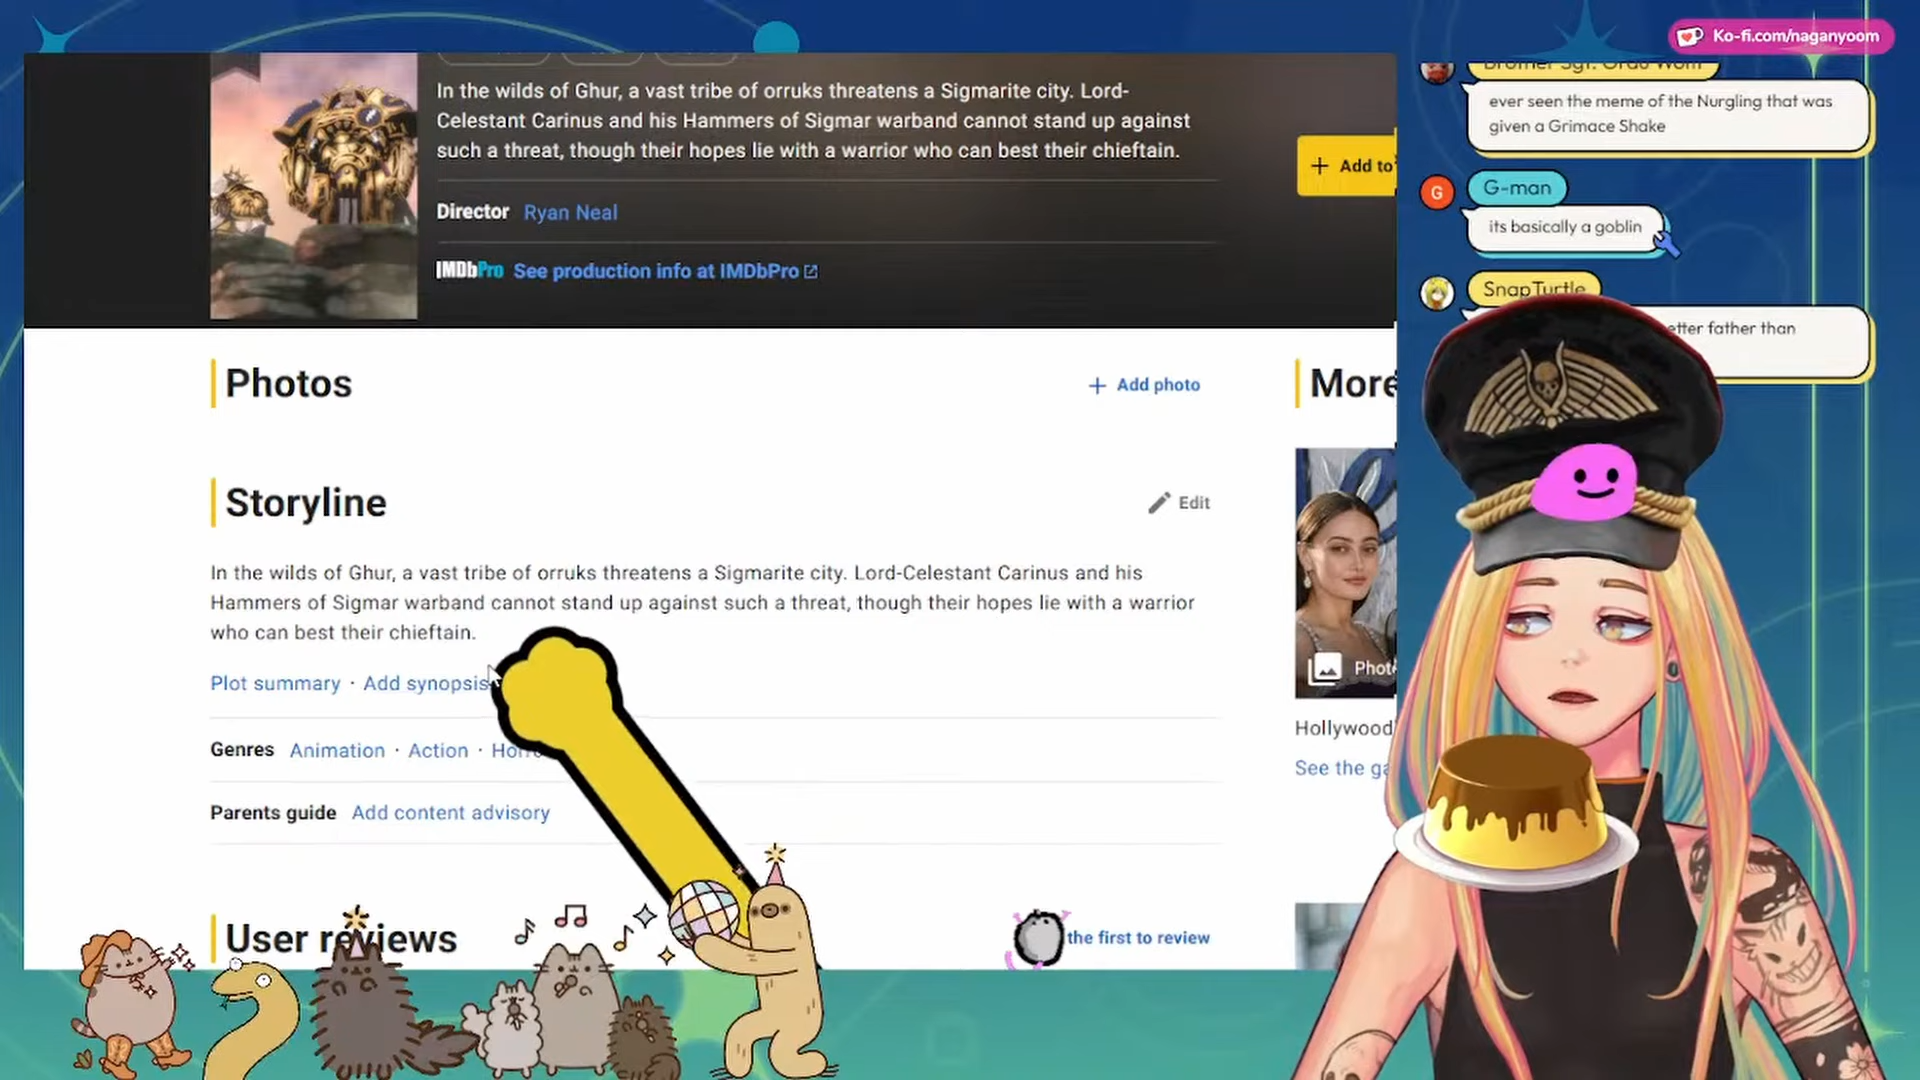 Ko-fi.com/naganyoom
In the wilds of Ghur, a vast tribe of orruks threatens a Sigmarite city. Lord-
Celestant Carinus and his Hammers of Sigmar warband cannot stand up against
such a threat, though their hopes lie with a warrior who can best their chieftain.
+ Add to
Director Ryan Neal
IMDbPro See production info at IMDbPro
Photos
+ Add photo
More
Storyline
Edit
In the wilds of Ghur, a vast tribe of orruks threatens a Sigmarite city. Lord-Celestant Carinus and his
Hammers of Sigmar warband cannot stand up against such a threat, though their hopes lie with a warrior
who can best their chieftain.
Plot summary · Add synopsis
Genres Animation · Action ·
Parents guide Add content advisory
User reviews
the first to review
Hollywood
See the
ever seen the meme of the Nurgling that was
given a Grimace Shake
G
G-man
its basically a goblin
SnapTurtle
father than